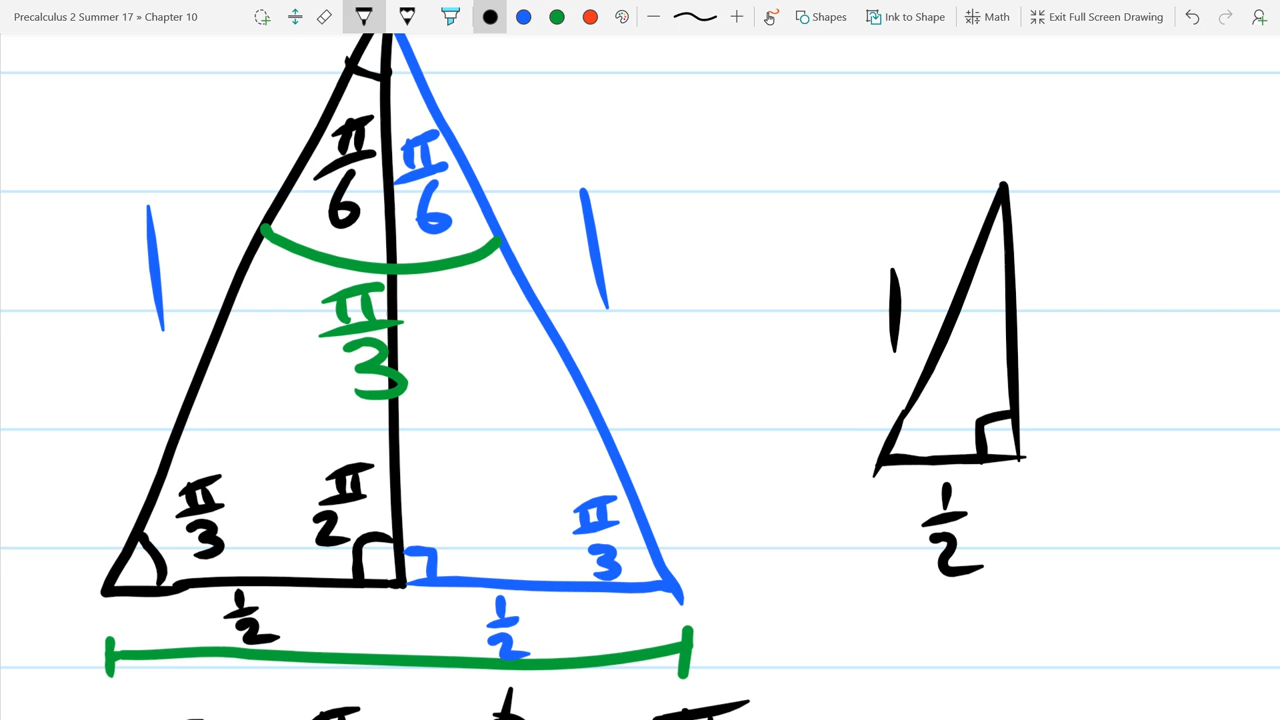 Precalculus 2 Summer 17 » Chapter 10
Shapes
Ink to Shape
Math
Exit Full Screen Drawing
π/6
π/6
1
1
π/3
1
π/3
π/2
π/3
1/2
1/2
1/2